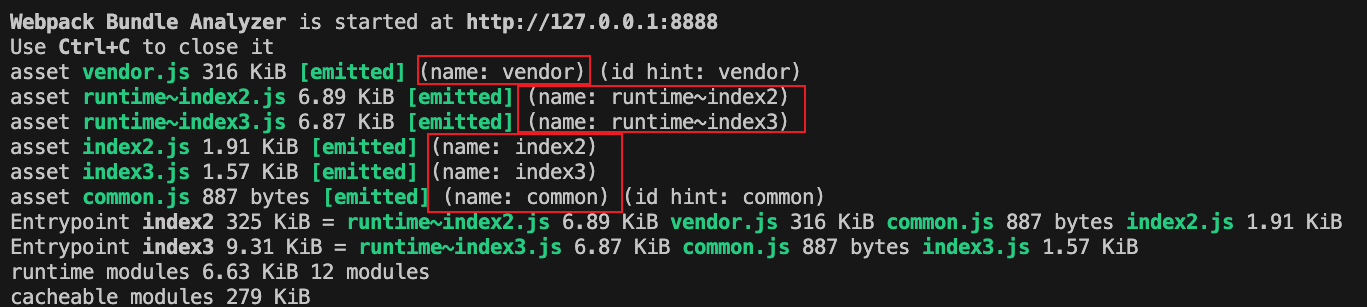 Webpack Bundle Analyzer is started at http://127.0.0.1:8888
Use Ctrl+C to close it
asset vendor.js 316 KiB [emitted] (name: vendor) (id hint: vendor)
asset runtime~index2.js 6.89 KiB [emitted] (name: runtime~index2)
asset runtime~index3.js 6.87 KiB [emitted] (name: runtime~index3)
asset index2.js 1.91 KiB [emitted] (name: index2)
asset index3.js 1.57 KiB [emitted] (name: index3)
asset common.js 887 bytes [emitted] (name: common) (id hint: common)
Entrypoint index2 325 KiB = runtime~index2.js 6.89 KiB vendor.js 316 KiB common.js 887 bytes index2.js 1.91 KiB
Entrypoint index3 9.31 KiB = runtime~index3.js 6.87 KiB common.js 887 bytes index3.js 1.57 KiB
runtime modules 6.63 KiB 12 modules
cacheable modules 279 KiB